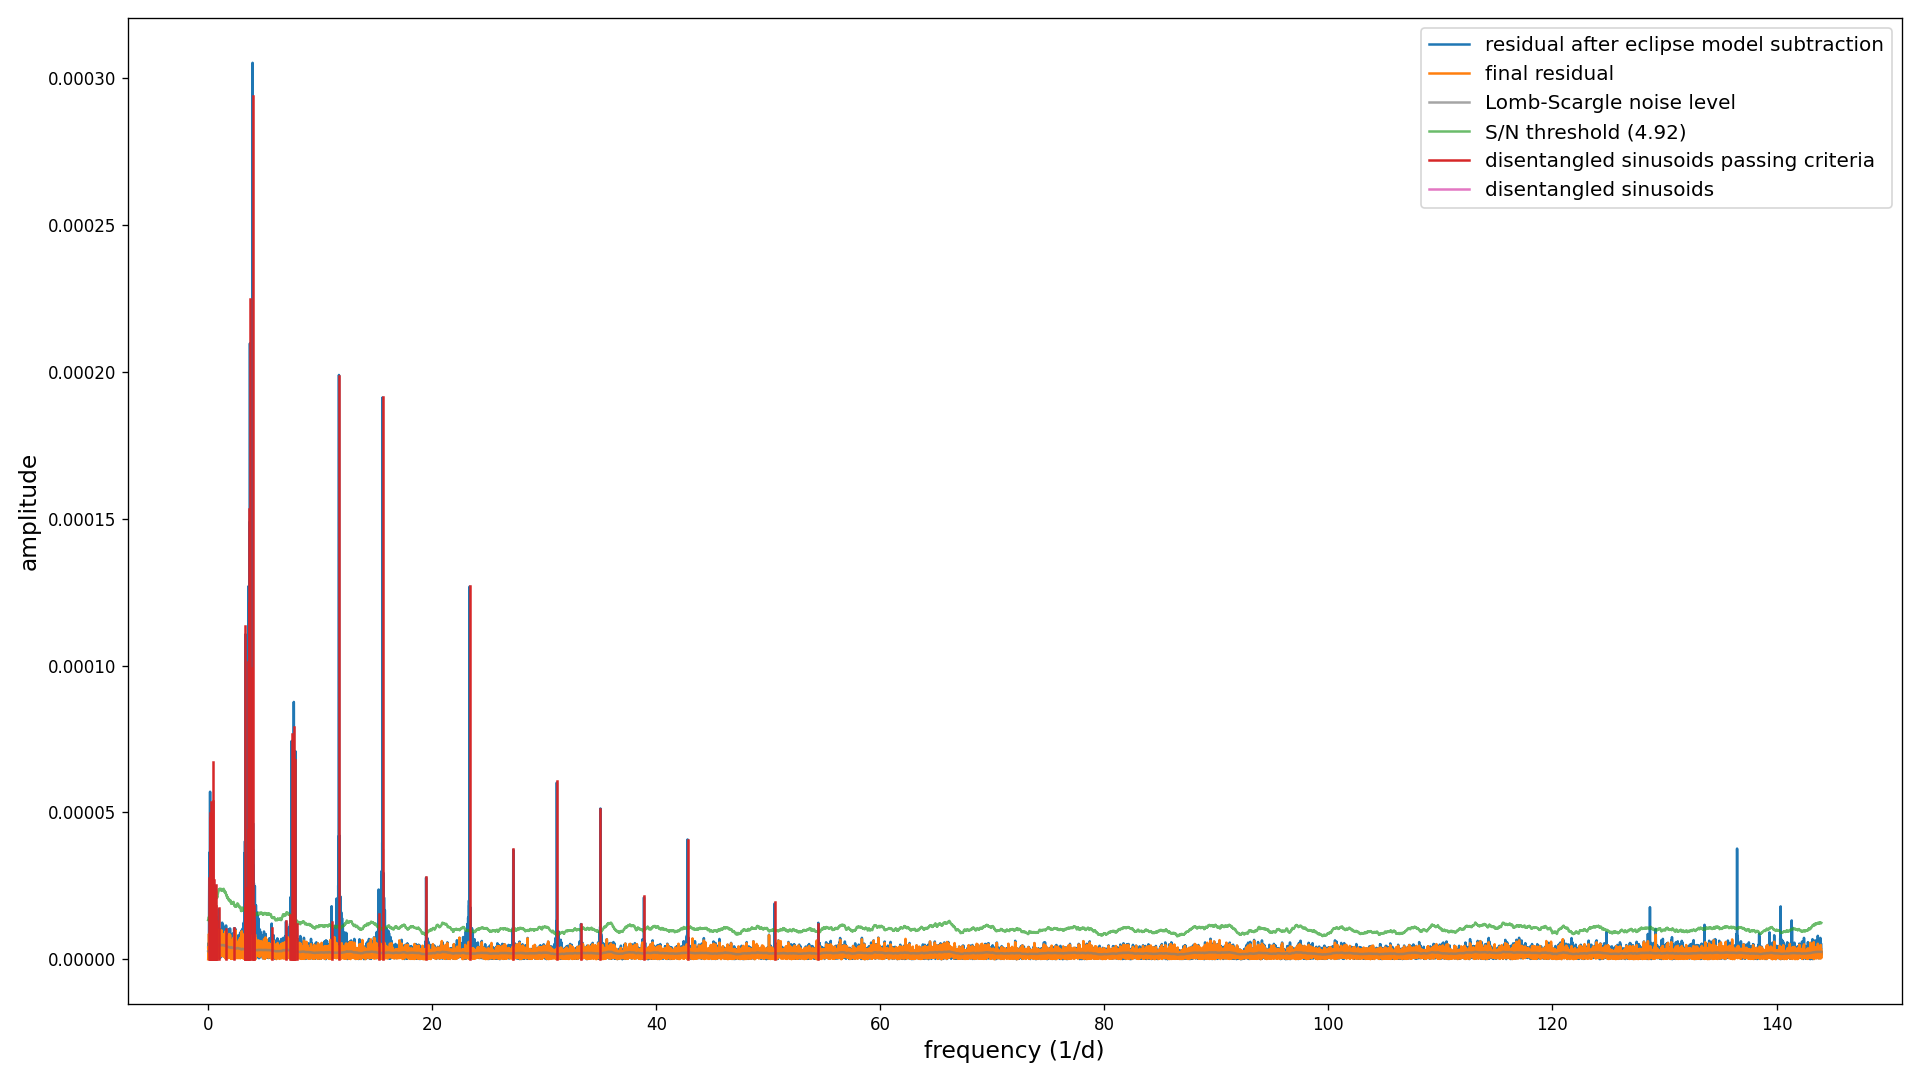 residual after eclipse model subtraction
final residual
Lomb-Scargle noise level
S/N threshold (4.92)
disentangled sinusoids passing criteria
disentangled sinusoids
0.00030
0.00025
0.00020
0.00015
0.00010
0.00005
0.00000
amplitude
0 20 40 60 80 100 120 140
frequency (1/d)